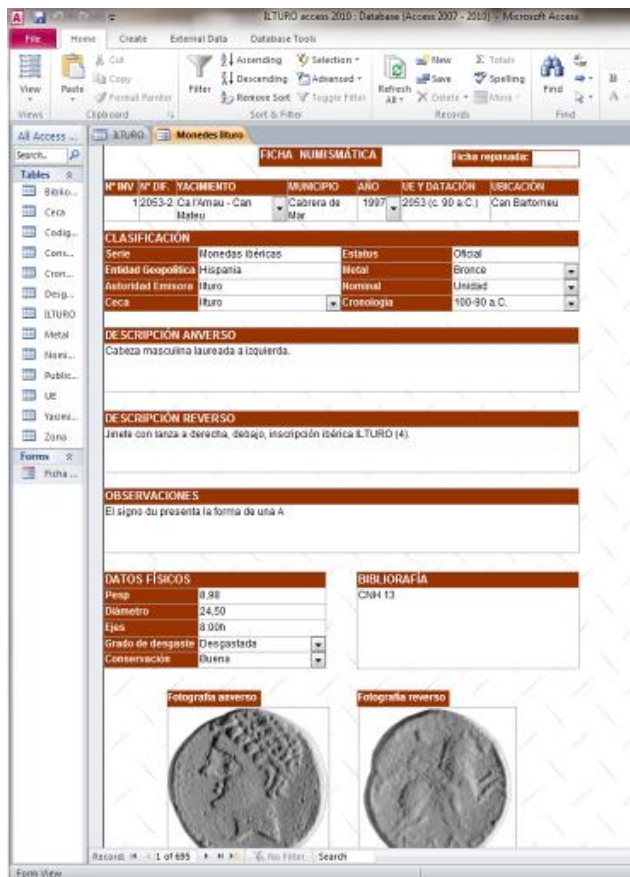 ILTURO access 2010 : Database (Access 2007 - 2010) - Microsoft Access
File Home Create External Data Database Tools
View Paste Cut Copy Format Painter
Filter Ascending Descending Remove Sort Selection Advanced Toggle Filter
Refresh All New Save Delete Totals Spelling More
Find
Views Clipboard Sort & Filter Records Find
All Access ... ILTURO Monedes Ilturo
Search..
Tables
Biblio...
Ceca
Codig...
Cons...
Cron...
Desig...
ILTURO
Metal
Nomi...
Public...
UE
Yacimi...
Zona
Forms
Ficha ...
FICHA NUMISMÁTICA Ficha repasada:
Nº INV Nº DIF. YACIMIENTO MUNICIPIO AÑO UE Y DATACIÓN UBICACIÓN
1 2053-2 Ca l'Arnau - Can Mateu Cabrera de Mar 1997 2053 (c. 90 a.C.) Can Bartomeu
CLASIFICACIÓN
Serie Monedas ibéricas Estatus Oficial
Entidad Geopolítica Hispania Metal Bronce
Autoridad Emisora Ilturo Nominal Unidad
Ceca Ilturo Cronología 100-90 a.C.
DESCRIPCIÓN ANVERSO
Cabeza masculina laureada a izquierda.
DESCRIPCIÓN REVERSO
Jinete con lanza a derecha, debajo, inscripción ibérica ILTURO (4).
OBSERVACIONES
El signo du presenta la forma de una A
DATOS FÍSICOS BIBLIORAFÍA
Pesp 8,98 CNH 13
Diámetro 24,50
Ejes 8:00h
Grado de desgaste Desgastada
Conservación Buena
Fotografía anverso Fotografía reverso
Record: 1 of 695 No Filter Search
Form View